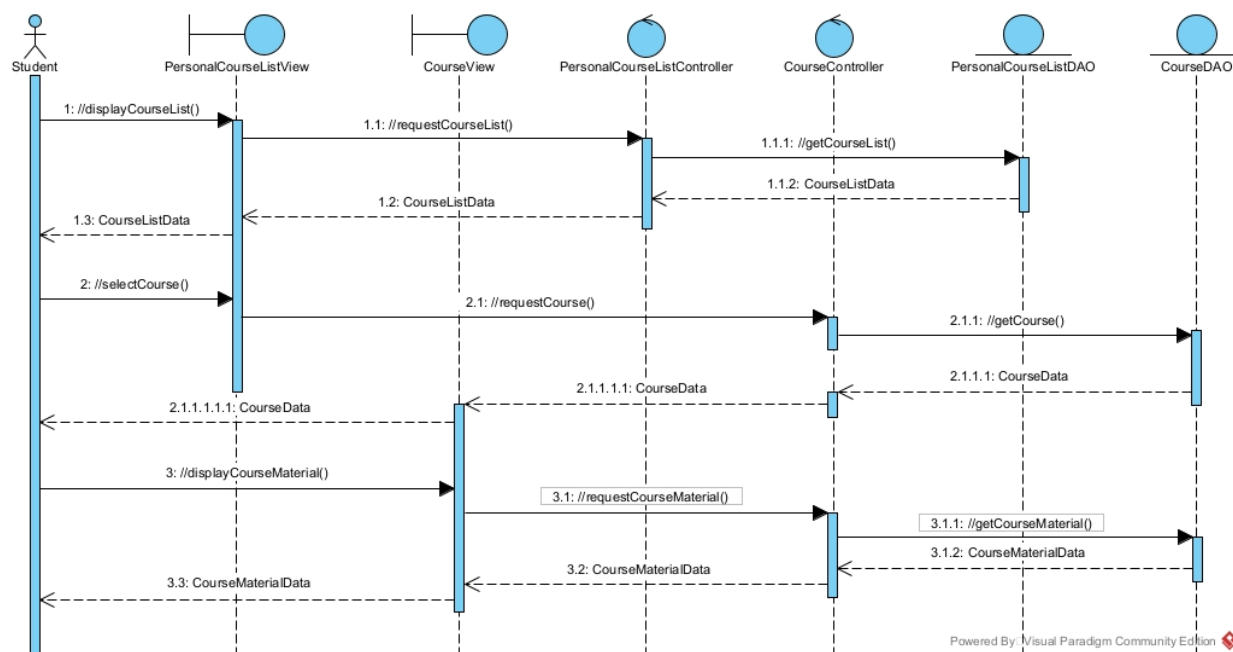 Student
PersonalCourseListView
CourseView
PersonalCourseListController
CourseController
PersonalCourseListDAO
CourseDAO
1: //displayCourseList()
1.1: //requestCourseList()
1.1.1: //getCourseList()
1.1.2: CourseListData
1.2: CourseListData
1.3: CourseListData
2: //selectCourse()
2.1: //requestCourse()
2.1.1: //getCourse()
2.1.1.1: CourseData
2.1.1.1.1: CourseData
2.1.1.1.1.1: CourseData
3: //displayCourseMaterial()
3.1: //requestCourseMaterial()
3.1.1: //getCourseMaterial()
3.1.2: CourseMaterialData
3.2: CourseMaterialData
3.3: CourseMaterialData
Powered By Visual Paradigm Community Edition